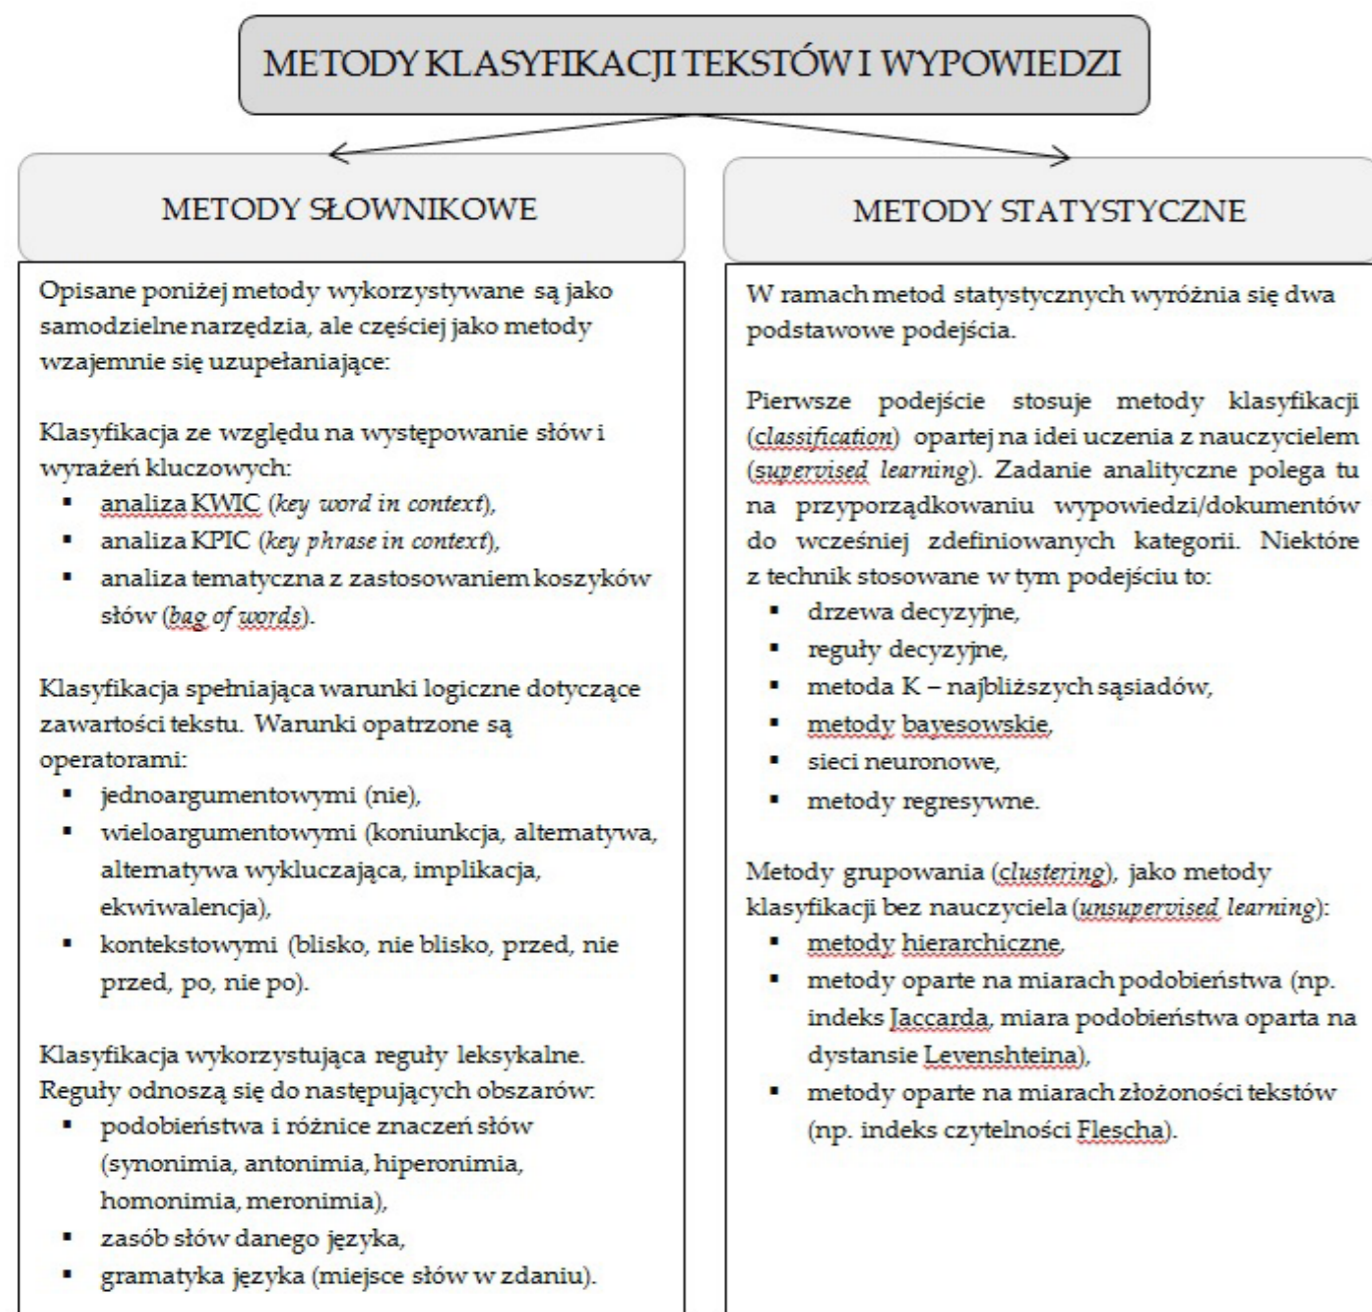 METODY KLASYFIKACJI TEKSTÓW I WYPOWIEDZI
METODY SŁOWNIKOWE
Opisane poniżej metody wykorzystywane są jako
samodzielne narzędzia, ale częściej jako metody
wzajemnie się uzupełaniające:
Klasyfikacja ze względu na występowanie słów i
wyrażeń kluczowych:
▪ analiza KWIC (key word in context),
▪ analiza KPIC (key phrase in context),
▪ analiza tematyczna z zastosowaniem koszyków
słów (bag of words).
Klasyfikacja spełniająca warunki logiczne dotyczące
zawartości tekstu. Warunki opatrzone są
operatorami:
▪ jednoargumentowymi (nie),
▪ wieloargumentowymi (koniunkcja, alternatywa,
alternatywa wykluczająca, implikacja,
ekwiwalencja),
▪ kontekstowymi (blisko, nie blisko, przed, nie
przed, po, nie po).
Klasyfikacja wykorzystująca reguły leksykalne.
Reguły odnoszą się do następujących obszarów:
▪ podobieństwa i różnice znaczeń słów
(synonimia, antonimia, hiperonimia,
homonimia, meronimia),
▪ zasób słów danego języka,
▪ gramatyka języka (miejsce słów w zdaniu).
METODY STATYSTYCZNE
W ramach metod statystycznych wyróżnia się dwa
podstawowe podejścia.
Pierwsze podejście stosuje metody klasyfikacji
(classification) opartej na idei uczenia z nauczycielem
(supervised learning). Zadanie analityczne polega tu
na przyporządkowaniu wypowiedzi/dokumentów
do wcześniej zdefiniowanych kategorii. Niektóre
z technik stosowane w tym podejściu to:
▪ drzewa decyzyjne,
▪ reguły decyzyjne,
▪ metoda K – najbliższych sąsiadów,
▪ metody bayesowskie,
▪ sieci neuronowe,
▪ metody regresywne.
Metody grupowania (clustering), jako metody
klasyfikacji bez nauczyciela (unsupervised learning):
▪ metody hierarchiczne,
▪ metody oparte na miarach podobieństwa (np.
indeks Jaccarda, miara podobieństwa oparta na
dystansie Levenshteina),
▪ metody oparte na miarach złożoności tekstów
(np. indeks czytelności Flescha).